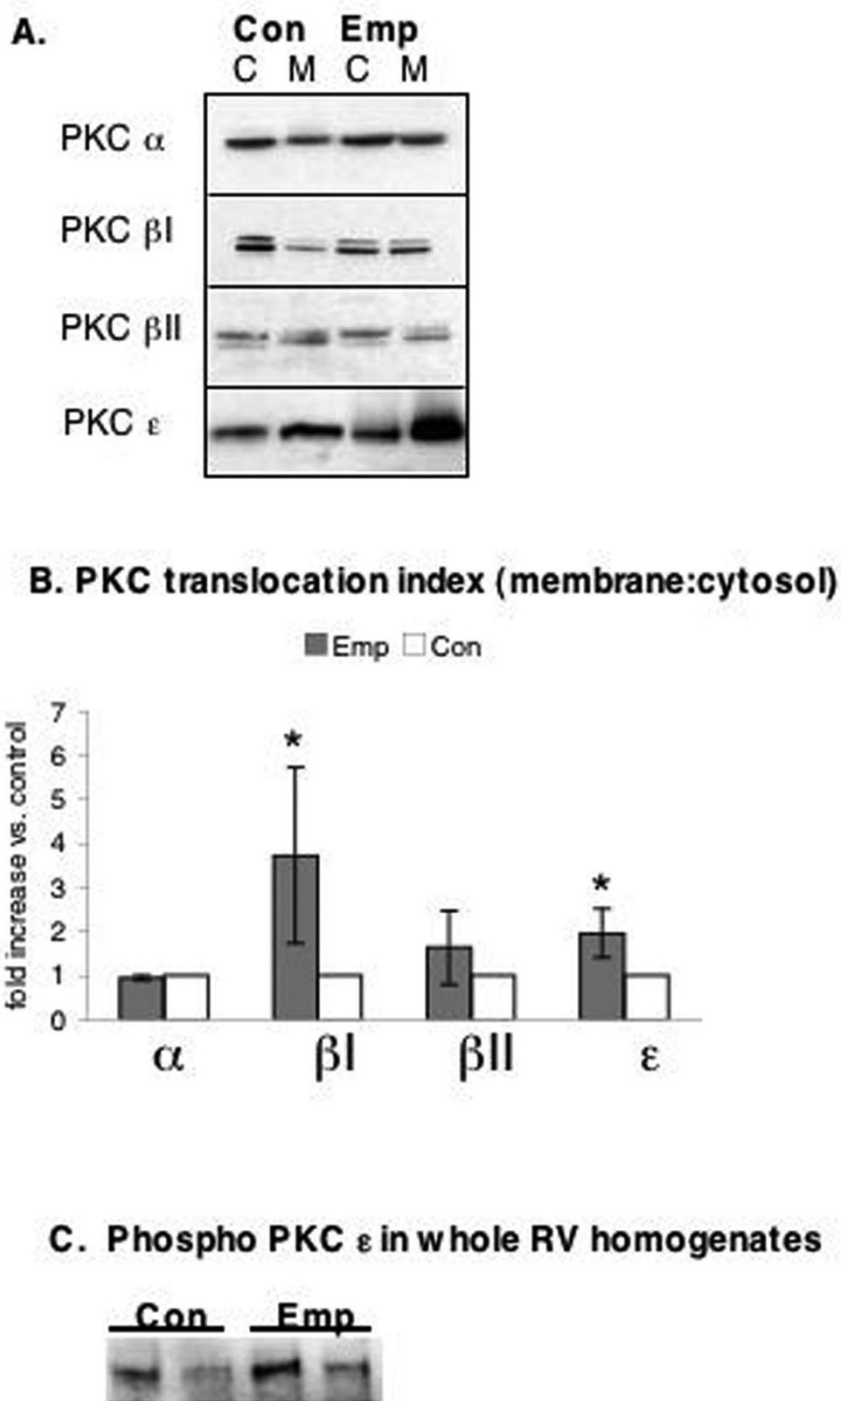 A.
Con Emp
C M C M
PKC α
PKC βI
PKC βII
PKC ε
B. PKC translocation index (membrane:cytosol)
Emp Con
fold increase vs. control
7
6
5
4
3
2
1
0
*
*
α βI βII ε
C. Phospho PKC ε in whole RV homogenates
Con Emp